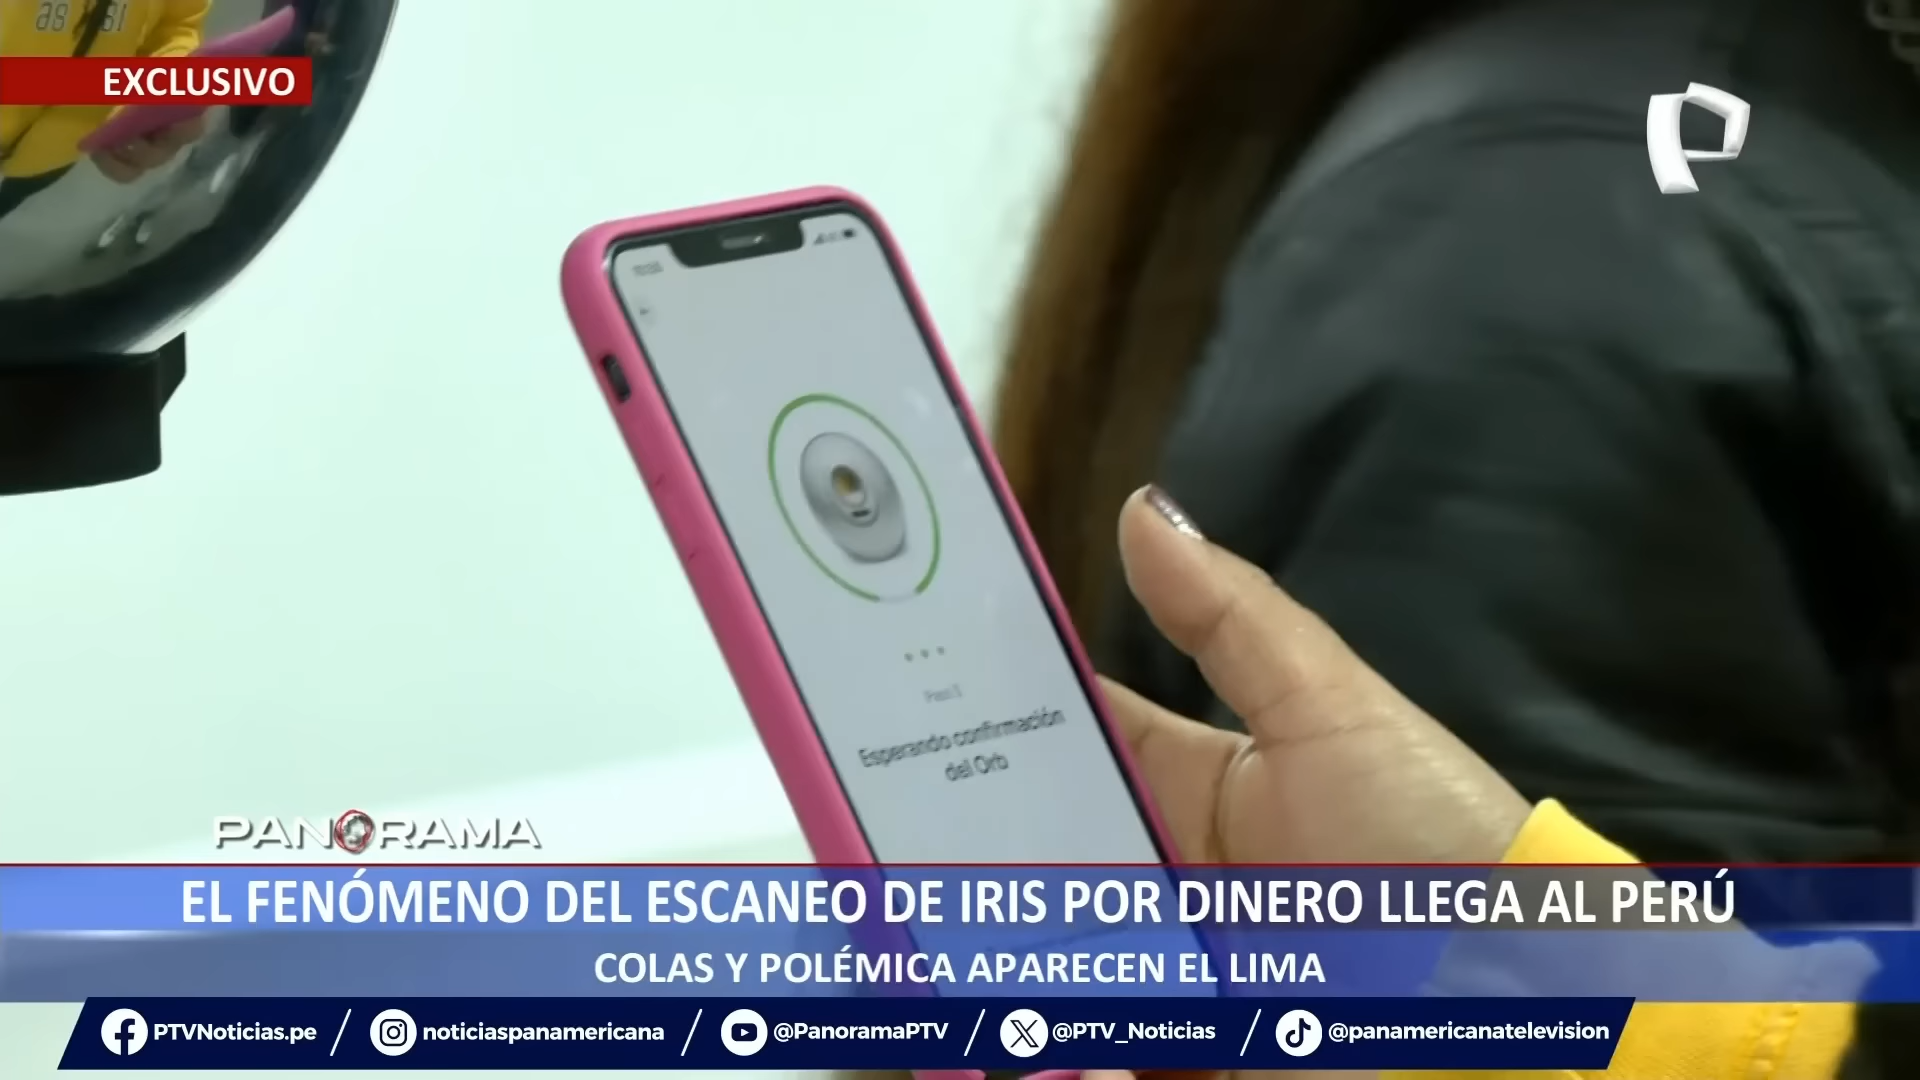 EXCLUSIVO
Esperando confirmación
del Orb
PANORAMA
EL FENÓMENO DEL ESCANEO DE IRIS POR DINERO LLEGA AL PERÚ
COLAS Y POLÉMICA APARECEN EL LIMA
PTVNoticias.pe / noticiaspanamericana / @PanoramaPTV / @PTV_Noticias / @panamericanatelevision